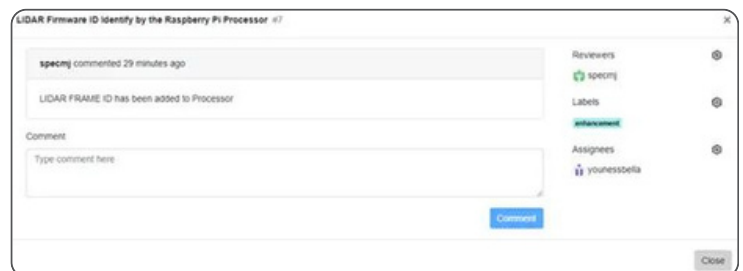 LIDAR Firmware ID Identify by the Raspberry Pi Processor #7
×
specmj commented 29 minutes ago
LIDAR FRAME ID has been added to Processor
Comment
Type comment here
Comment
Reviewers
specmj
Labels
enhancement
Assignees
younessbella
Close